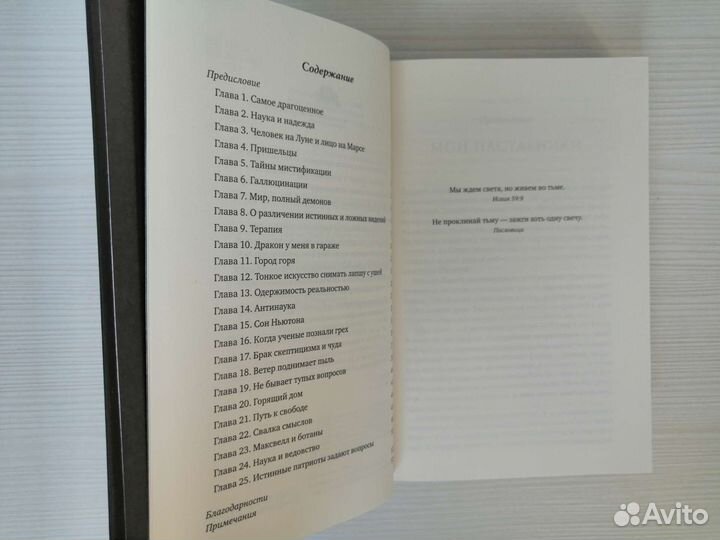 Содержание
Предисловие
Глава 1. Самое драгоценное
Глава 2. Наука и надежда
Глава 3. Человек на Луне и лицо на Марсе
Глава 4. Пришельцы
Глава 5. Тайны мистификации
Глава 6. Галлюцинации
Глава 7. Мир, полный демонов
Глава 8. О различении истинных и ложных видений
Глава 9. Терапия
Глава 10. Дракон у меня в гараже
Глава 11. Город горя
Глава 12. Тонкое искусство снимать лапшу с ушей
Глава 13. Одержимость реальностью
Глава 14. Антинаука
Глава 15. Сон Ньютона
Глава 16. Когда ученые познали грех
Глава 17. Брак скептицизма и чуда
Глава 18. Ветер поднимает пыль
Глава 19. Не бывает тупых вопросов
Глава 20. Горящий дом
Глава 21. Путь к свободе
Глава 22. Свалка смыслов
Глава 23. Максвелл и ботаны
Глава 24. Наука и ведовство
Глава 25. Истинные патриоты задают вопросы
Благодарности
Примечания
Мы ждем света, но живем во тьме.
Исаия 59:9
Не проклинай тьму — зажги хоть одну свечу.
Пословица
Avito